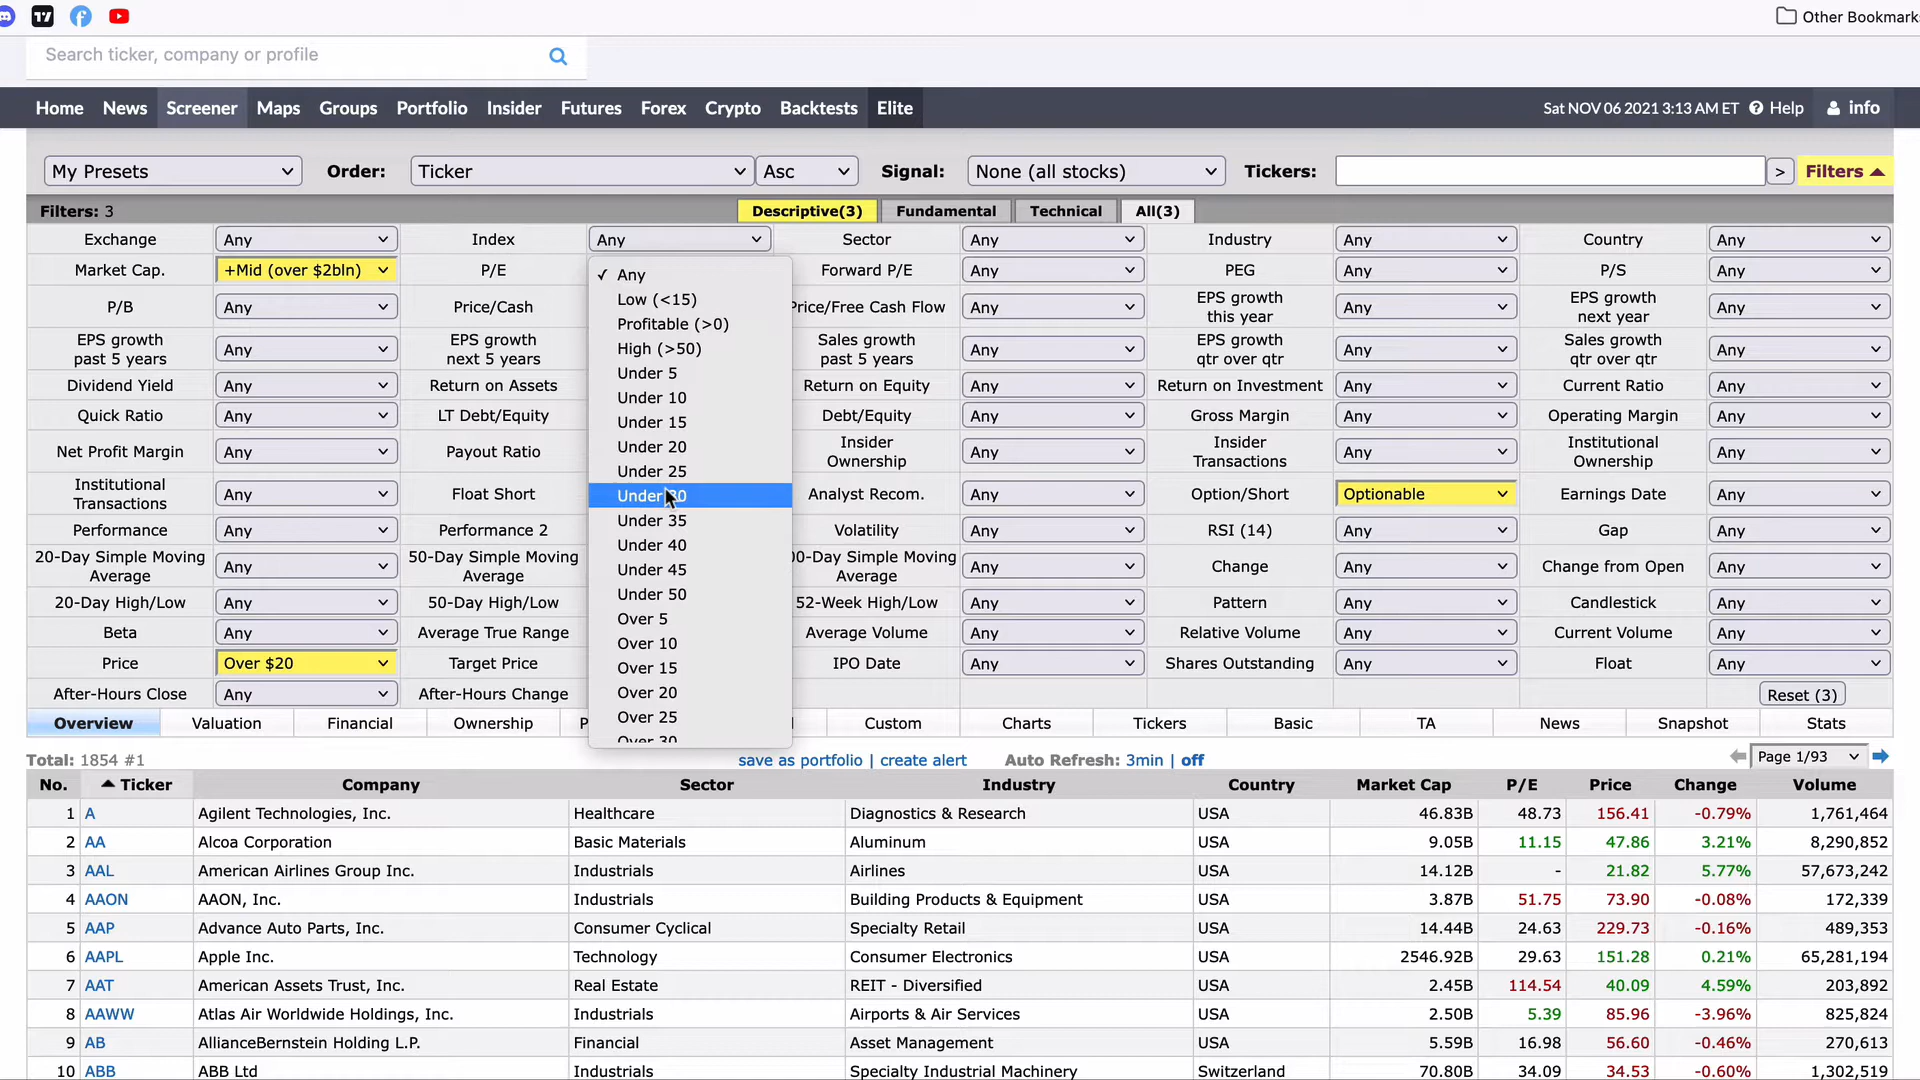 Other Bookmarks
Search ticker, company or profile
Home News Screener Maps Groups Portfolio Insider Futures Forex Crypto Backtests Elite Sat NOV 06 2021 3:13 AM ET Help info
My Presets Order: Ticker Asc Signal: None (all stocks) Tickers: > Filters
Filters: 3 Descriptive(3) Fundamental Technical All(3)
Exchange Any Index Any Sector Any Industry Any Country Any
Market Cap. +Mid (over $2bln) P/E Forward P/E Any PEG Any P/S Any
P/B Any Price/Cash Price/Free Cash Flow Any EPS growth this year Any EPS growth next year Any
EPS growth past 5 years Any EPS growth next 5 years Sales growth past 5 years Any EPS growth qtr over qtr Any Sales growth qtr over qtr Any
Dividend Yield Any Return on Assets Return on Equity Any Return on Investment Any Current Ratio Any
Quick Ratio Any LT Debt/Equity Debt/Equity Any Gross Margin Any Operating Margin Any
Net Profit Margin Any Payout Ratio Insider Ownership Any Insider Transactions Any Institutional Ownership Any
Institutional Transactions Any Float Short Analyst Recom. Any Option/Short Optionable Earnings Date Any
Performance Any Performance 2 Volatility Any RSI (14) Any Gap Any
20-Day Simple Moving Average Any 50-Day Simple Moving Average 00-Day Simple Moving Average Any Change Any Change from Open Any
20-Day High/Low Any 50-Day High/Low 52-Week High/Low Any Pattern Any Candlestick Any
Beta Any Average True Range Average Volume Any Relative Volume Any Current Volume Any
Price Over $20 Target Price IPO Date Any Shares Outstanding Any Float Any
After-Hours Close Any After-Hours Change Reset (3)
✓ Any
Low (<15)
Profitable (>0)
High (>50)
Under 5
Under 10
Under 15
Under 20
Under 25
Under
Under 35
Under 40
Under 45
Under 50
Over 5
Over 10
Over 15
Over 20
Over 25
Over 30
Overview Valuation Financial Ownership Custom Charts Tickers Basic TA News Snapshot Stats
Total: 1854 #1 save as portfolio | create alert Auto Refresh: 3min | off Page 1/93
No. Ticker Company Sector Industry Country Market Cap P/E Price Change Volume
1 A Agilent Technologies, Inc. Healthcare Diagnostics & Research USA 46.83B 48.73 156.41 -0.79% 1,761,464
2 AA Alcoa Corporation Basic Materials Aluminum USA 9.05B 11.15 47.86 3.21% 8,290,852
3 AAL American Airlines Group Inc. Industrials Airlines USA 14.12B - 21.82 5.77% 57,673,242
4 AAON AAON, Inc. Industrials Building Products & Equipment USA 3.87B 51.75 73.90 -0.08% 172,339
5 AAP Advance Auto Parts, Inc. Consumer Cyclical Specialty Retail USA 14.44B 24.63 229.73 -0.16% 489,353
6 AAPL Apple Inc. Technology Consumer Electronics USA 2546.92B 29.63 151.28 0.21% 65,281,194
7 AAT American Assets Trust, Inc. Real Estate REIT - Diversified USA 2.45B 114.54 40.09 4.59% 203,892
8 AAWW Atlas Air Worldwide Holdings, Inc. Industrials Airports & Air Services USA 2.50B 5.39 85.96 -3.96% 825,824
9 AB AllianceBernstein Holding L.P. Financial Asset Management USA 5.59B 16.98 56.60 -0.46% 270,613
10 ABB ABB Ltd Industrials Specialty Industrial Machinery Switzerland 70.80B 34.09 34.53 -0.60% 1,302,519